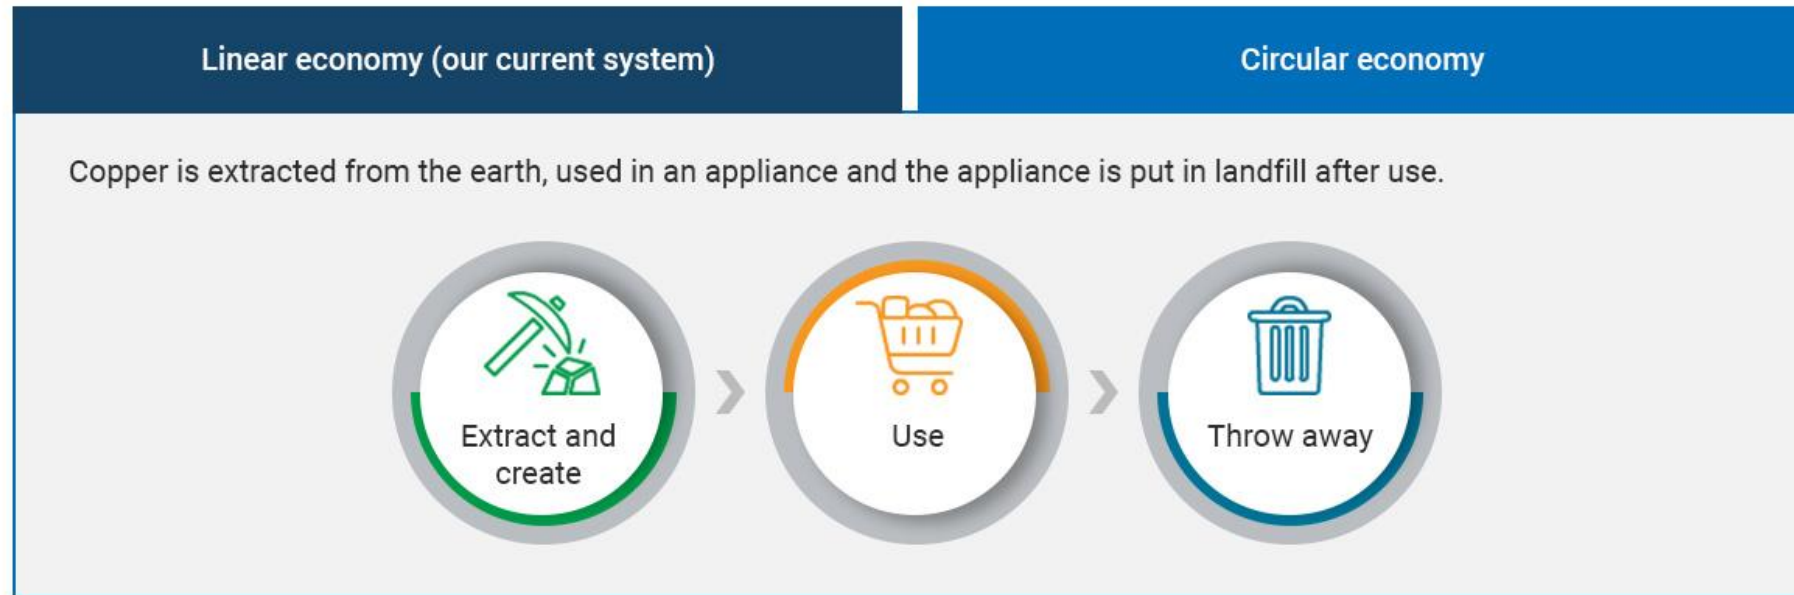 Linear economy (our current system)
Circular economy
Copper is extracted from the earth, used in an appliance and the appliance is put in landfill after use.
Extract and
create
Use
Throw away